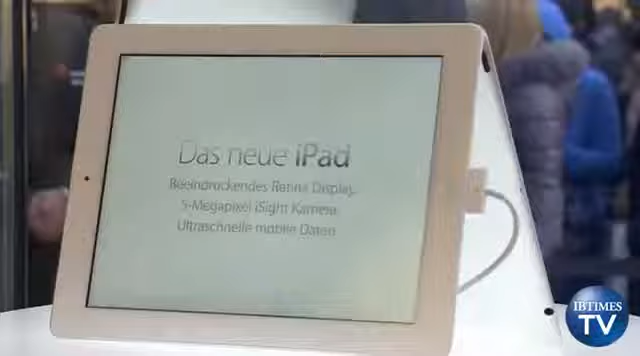 Das neue iPad
Beeindruckendes Retina Display.
5-Megapixel iSight Kamera.
Ultraschnelle mobile Daten.
IBTIMES
TV